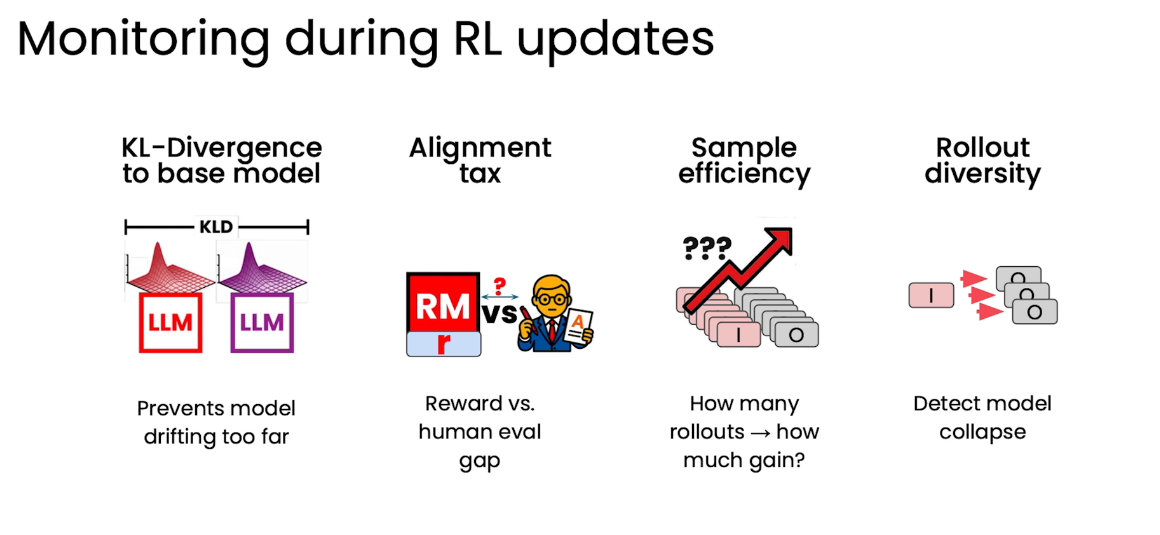 Monitoring during RL updates
KL-Divergence
to base model
KLD
LLM
LLM
Prevents model
drifting too far
Alignment
tax
RM
r
?
VS
A
Reward vs.
human eval
gap
Sample
efficiency
???
I
O
How many
rollouts → how
much gain?
Rollout
diversity
I
O
O
O
Detect model
collapse